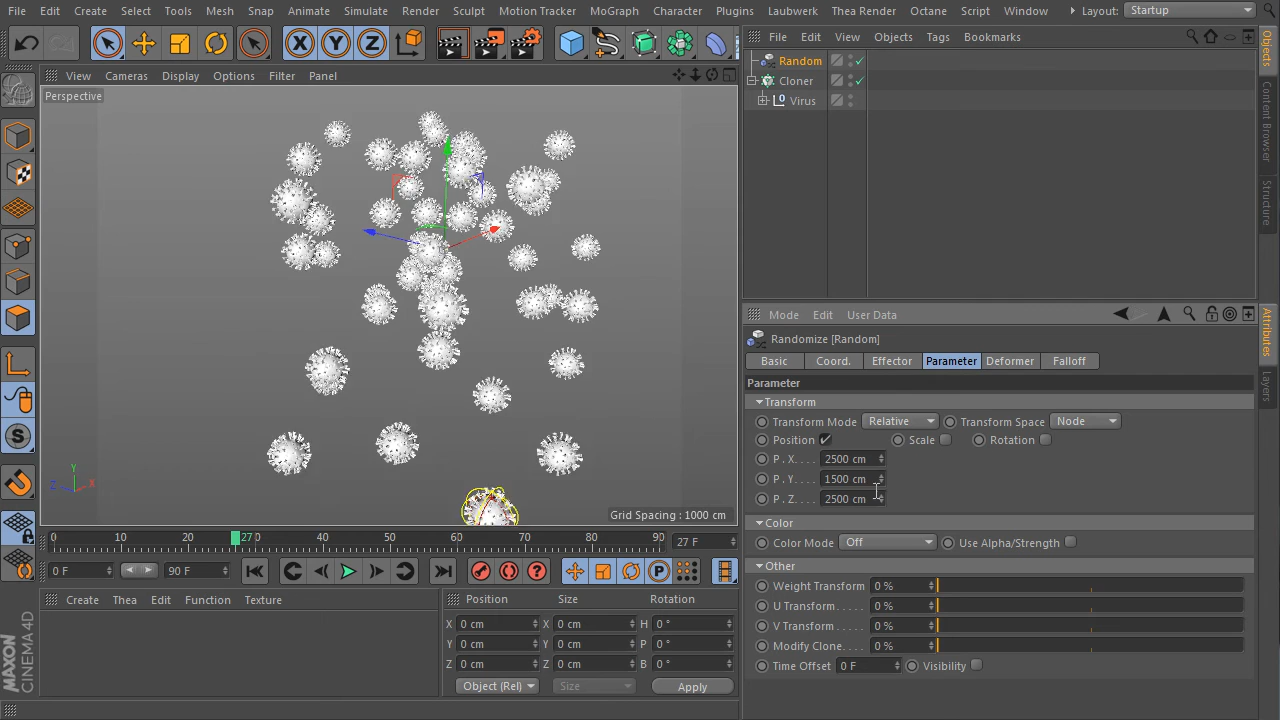 File Edit Create Select Tools Mesh Snap Animate Simulate Render Sculpt Motion Tracker MoGraph Character Plugins Laubwerk Thea Render Octane Script Window Layout: Startup
X Y Z
File Edit View Objects Tags Bookmarks
View Cameras Display Options Filter Panel
Perspective
Random
Cloner
Virus
Objects
Content Browser
Structure
Mode Edit User Data
Randomize [Random]
Basic Coord. Effector Parameter Deformer Falloff
Parameter
Transform
Transform Mode Relative Transform Space Node
Position Scale Rotation
P . X . . . . 2500 cm
P . Y . . . . 1500 cm
P . Z . . . . 2500 cm
Color
Color Mode Off Use Alpha/Strength
Other
Weight Transform 0 %
U Transform . . . . . 0 %
V Transform . . . . . 0 %
Modify Clone . . . . 0 %
Time Offset 0 F Visibility
Attributes
Layers
Y
Z X
Grid Spacing : 1000 cm
0 10 20 27 30 40 50 60 70 80 90 27 F
0 F 90 F
Create Thea Edit Function Texture
Position Size Rotation
X 0 cm X 0 cm H 0 °
Y 0 cm Y 0 cm P 0 °
Z 0 cm Z 0 cm B 0 °
Object (Rel) Size Apply
MAXON
CINEMA 4D